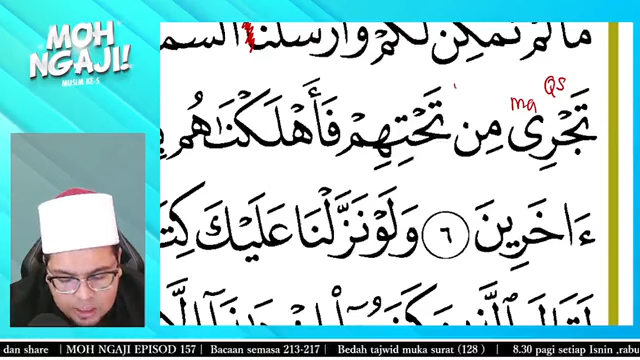 MOH
NGAJI!
MUSIM KE-5
مَا لَمْ نُمَكِّن لَّكُمْ وَأَرْسَلْنَا السَّمَ
QS
ma
تَجْرِى مِن تَحْتِهِمْ فَأَهْلَكْنَٰهُم
ءَاخَرِينَ ٦ وَلَوْ نَزَّلْنَا عَلَيْكَ كِتَ
dan share | MOH NGAJI EPISOD 157 | Bacaan semasa 213-217 | Bedah tajwid muka surat (128 ) | 8.30 pagi setiap Isnin ,rabu